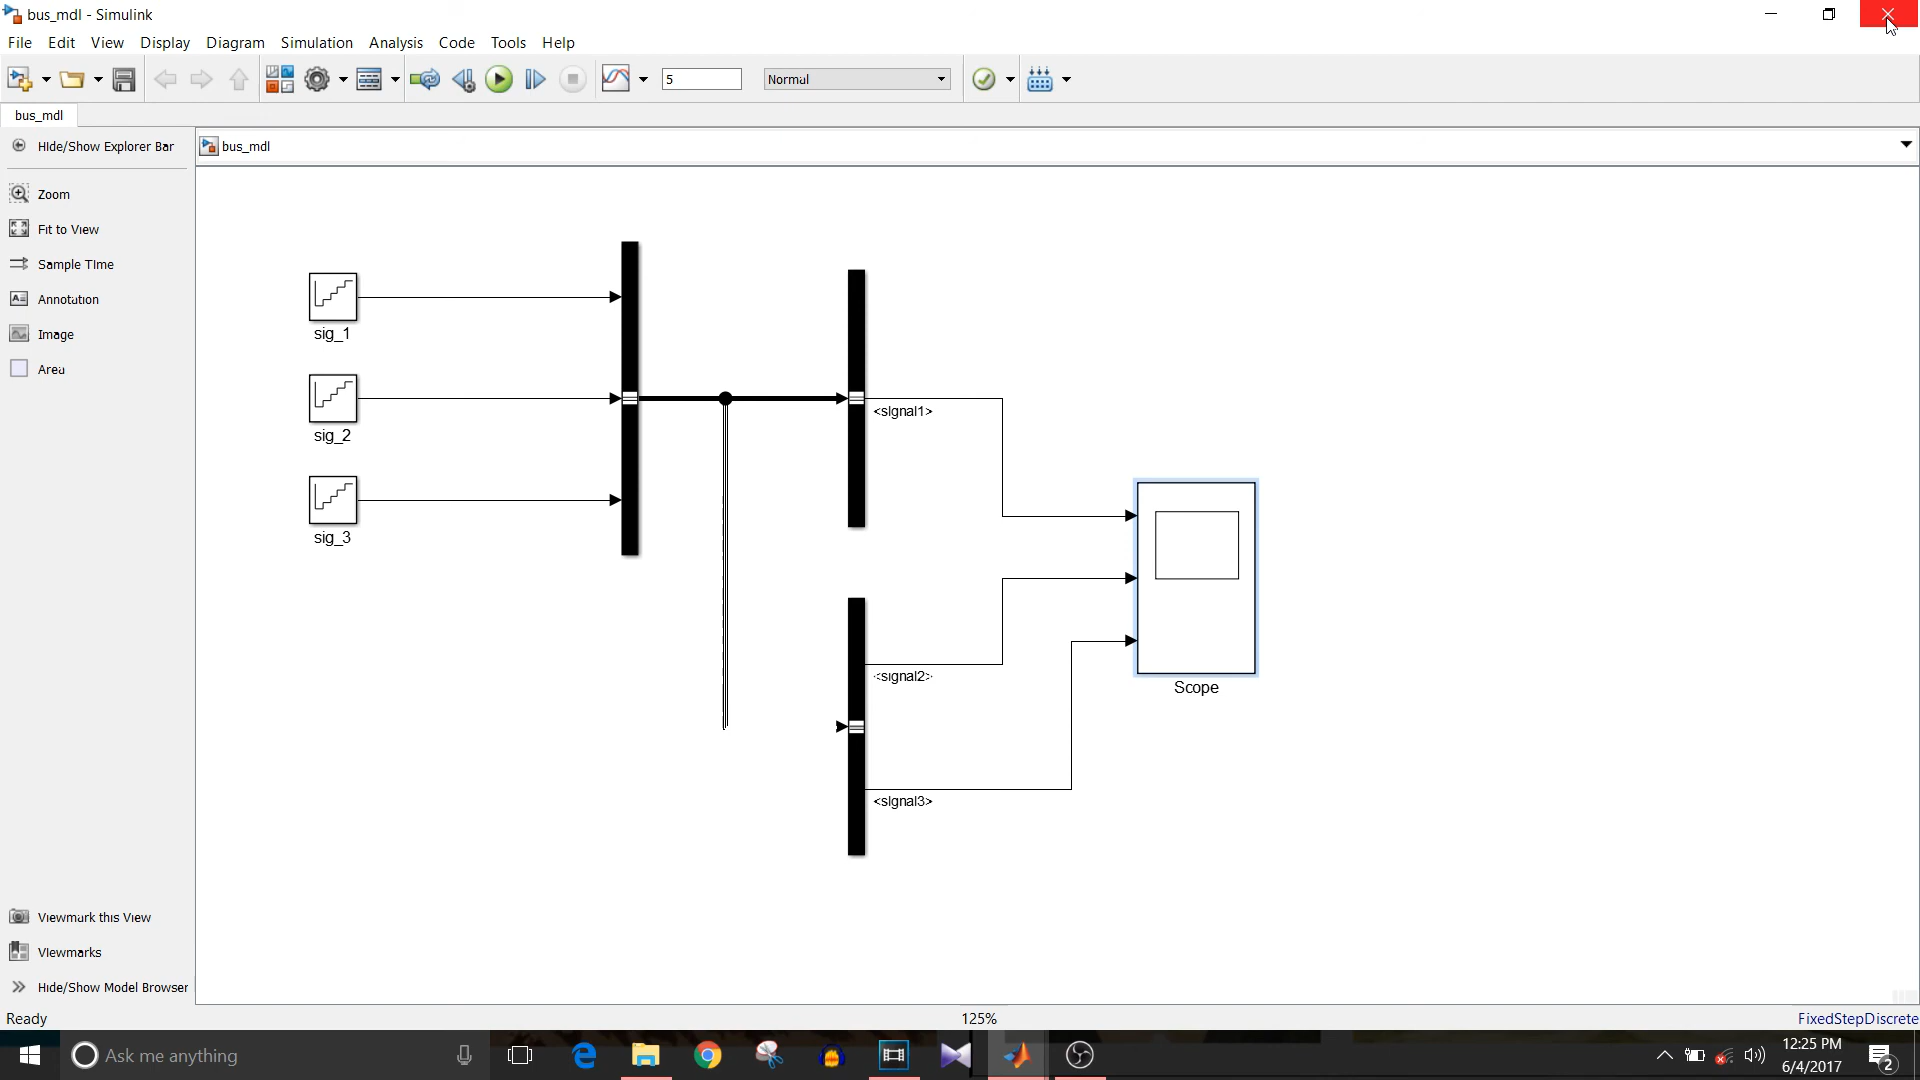 bus_mdl - Simulink
File Edit View Display Diagram Simulation Analysis Code Tools Help
5 Normal
bus_mdl
Hide/Show Explorer Bar
bus_mdl
Zoom
Fit to View
Sample Time
Annotation
Image
Area
sig_1
sig_2
sig_3
<signal1>
<signal2>
<signal3>
Scope
Viewmark this View
Viewmarks
Hide/Show Model Browser
Ready 125% FixedStepDiscrete
Ask me anything
12:25 PM
6/4/2017
2